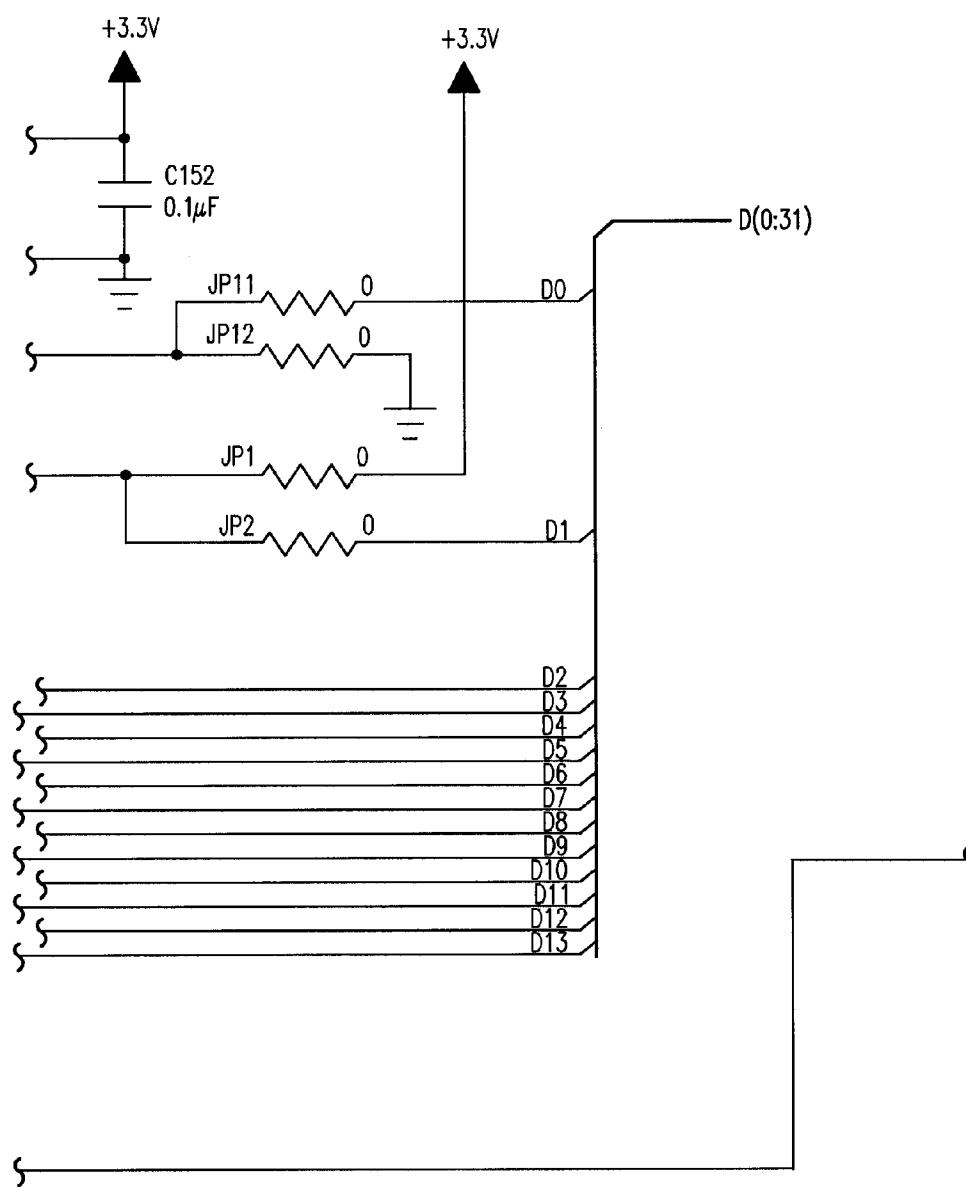 +3.3V
+3.3V
C152
0.1μF
D(0:31)
JP11 0 D0
JP12 0
JP1 0
JP2 0 D1
D2
D3
D4
D5
D6
D7
D8
D9
D10
D11
D12
D13